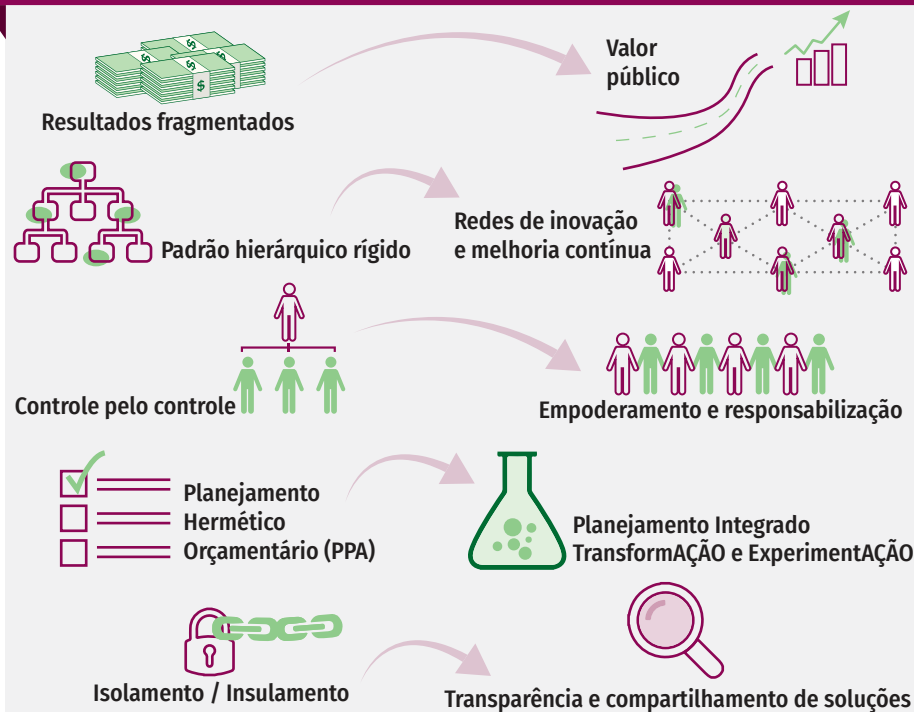 Resultados fragmentados
Valor
público
Padrão hierárquico rígido
Redes de inovação
e melhoria contínua
Controle pelo controle
Empoderamento e responsabilização
Planejamento
Hermético
Orçamentário (PPA)
Planejamento Integrado
TransformAÇÃO e ExperimentAÇÃO
Isolamento / Insulamento
Transparência e compartilhamento de soluções
$
$
$